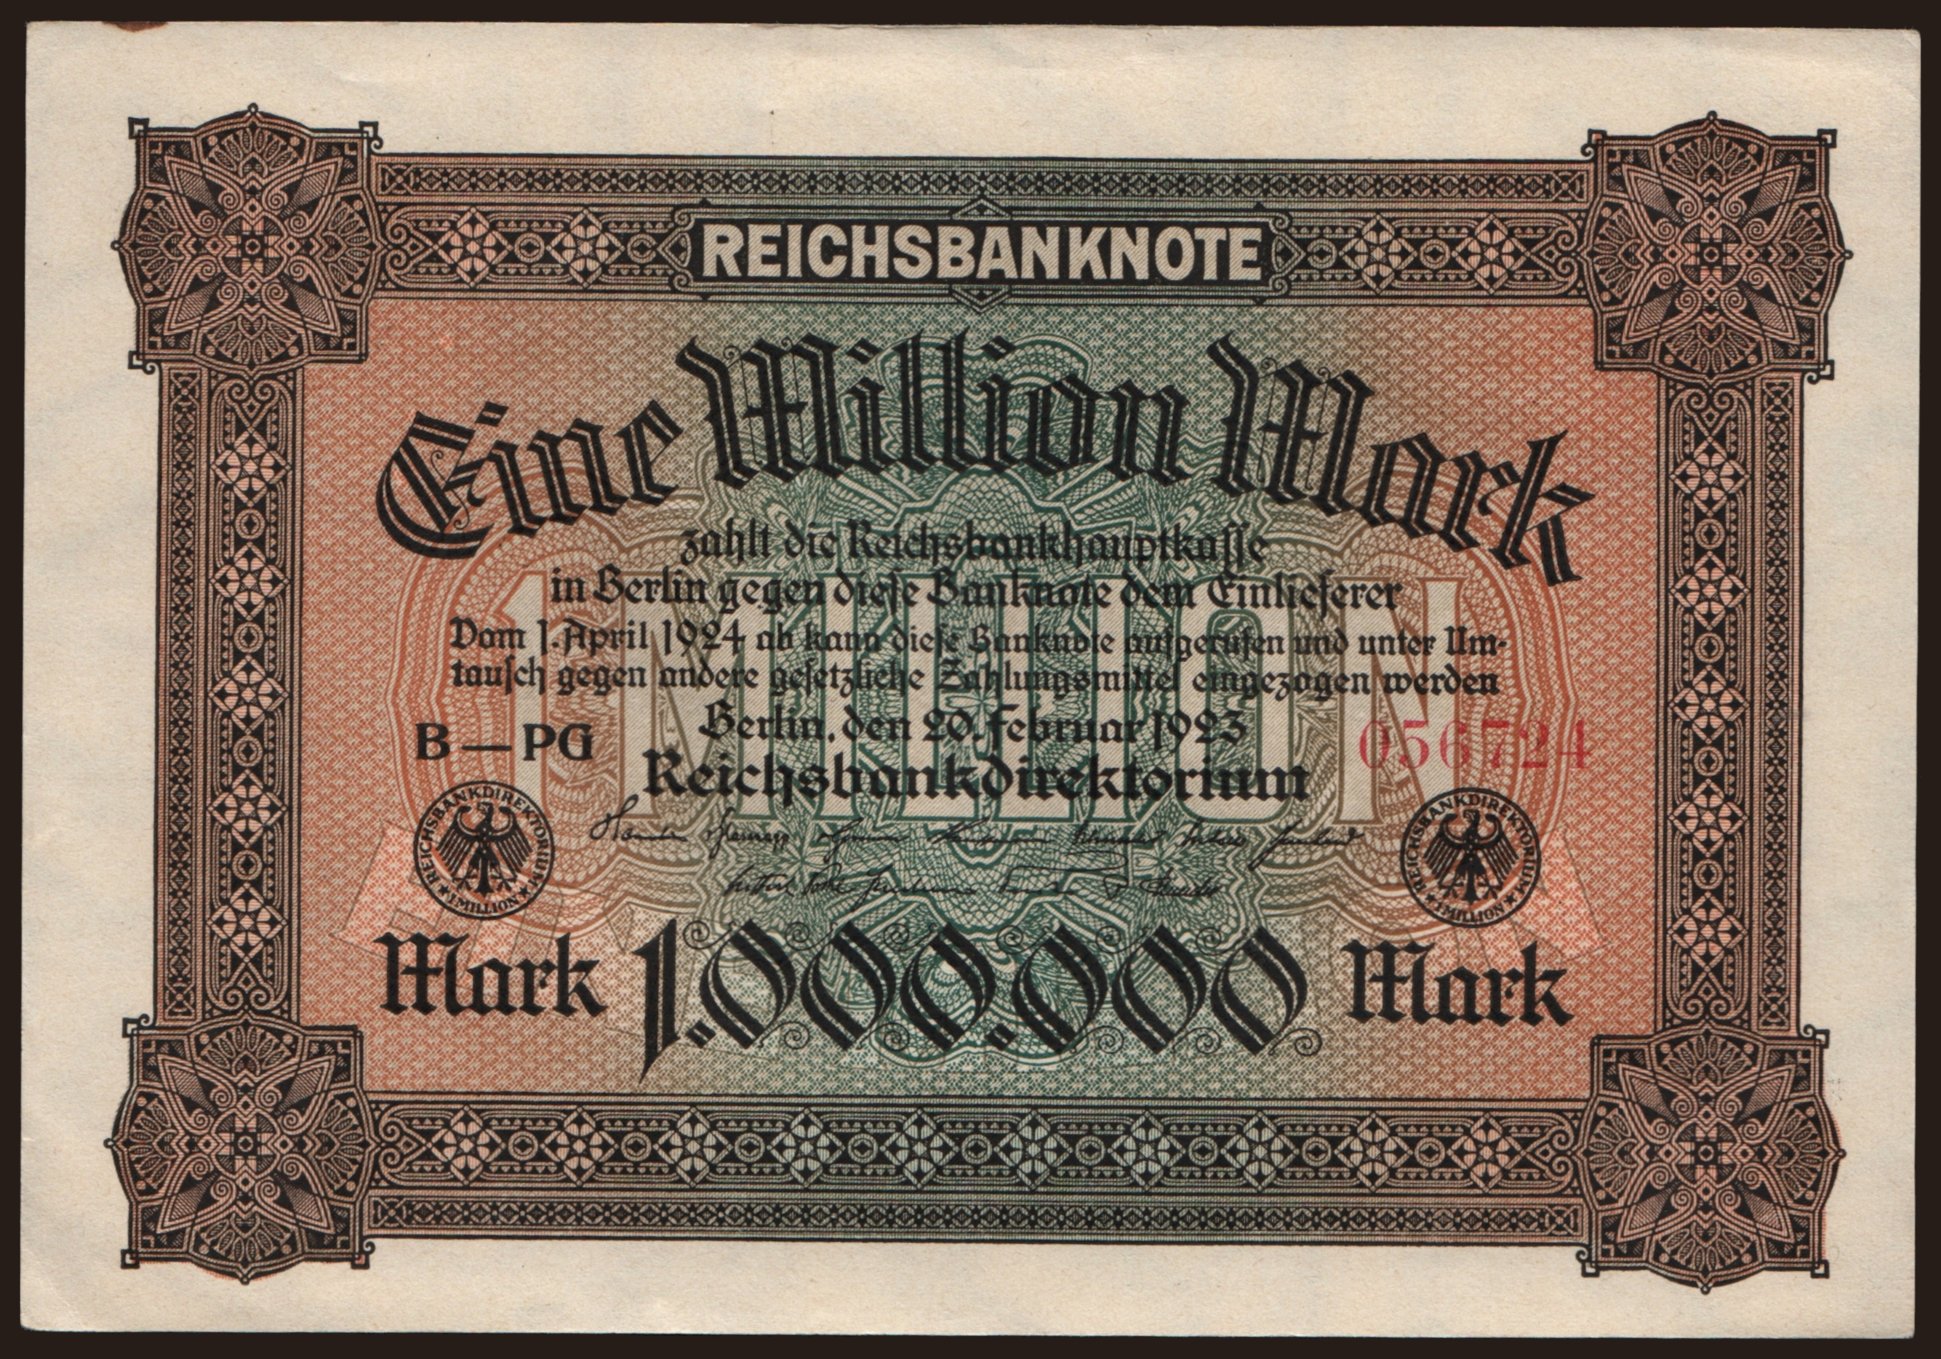 REICHSBANKNOTE
Eine Million Mark
zahlt die Reichsbankhauptkasse
in Berlin gegen diese Banknote dem Einlieferer
Vom 1. April 1924 ab kann diese Banknote aufgerufen und unter Um-
tausch gegen andere gesetzliche Zahlungsmittel eingezogen werden
Berlin, den 20. Februar 1923
B—PG
056724
Reichsbankdirektorium
REICHSBANKDIREKTORIUM
★ 1 MILLION ★
REICHSBANKDIREKTORIUM
★ 1 MILLION ★
1 MILLION
Mark 1.000.000 Mark